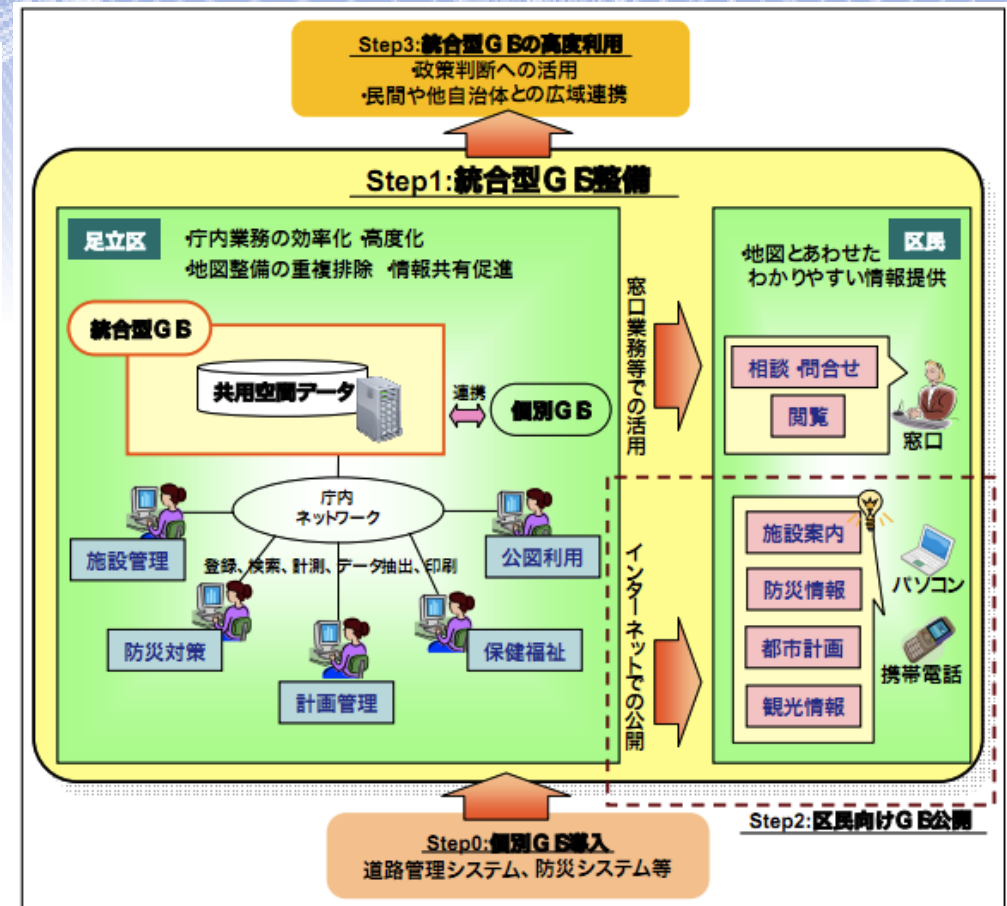 Step3:統合型GISの高度利用
・政策判断への活用
・民間や他自治体との広域連携
Step1:統合型GIS整備
足立区
・庁内業務の効率化・高度化
・地図整備の重複排除・情報共有促進
統合型GIS
共用空間データ
連携
個別GIS
庁内
ネットワーク
施設管理
登録、検索、計測、データ抽出、印刷
公図利用
防災対策
計画管理
保健福祉
窓口業務等での活用
インターネットでの公開
区民
・地図とあわせた
わかりやすい情報提供
相談・問合せ
閲覧
窓口
施設案内
防災情報
都市計画
観光情報
パソコン
携帯電話
Step2:区民向けGIS公開
Step0:個別GIS導入
道路管理システム、防災システム等